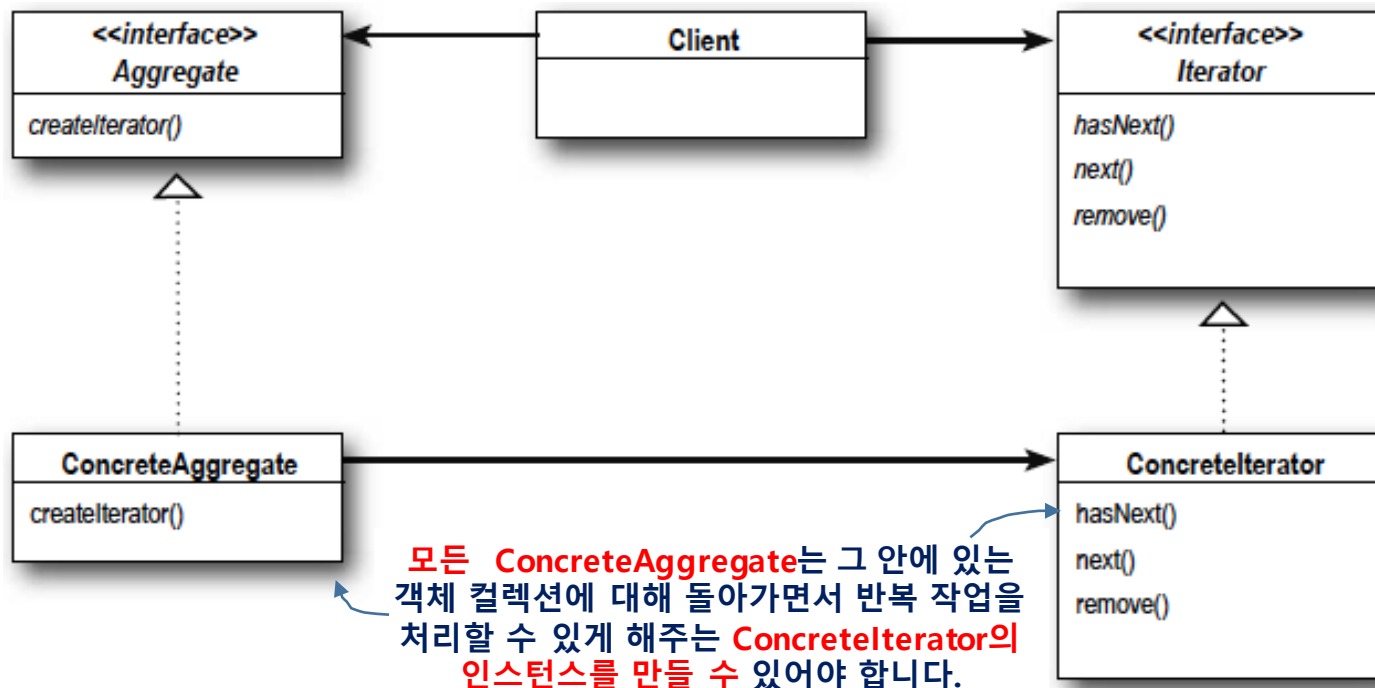 <<interface>>
Aggregate
createIterator()
Client
<<interface>>
Iterator
hasNext()
next()
remove()
ConcreteAggregate
createIterator()
ConcreteIterator
hasNext()
next()
remove()
모든 ConcreteAggregate는 그 안에 있는
객체 컬렉션에 대해 돌아가면서 반복 작업을
처리할 수 있게 해주는 ConcreteIterator의
인스턴스를 만들 수 있어야 합니다.